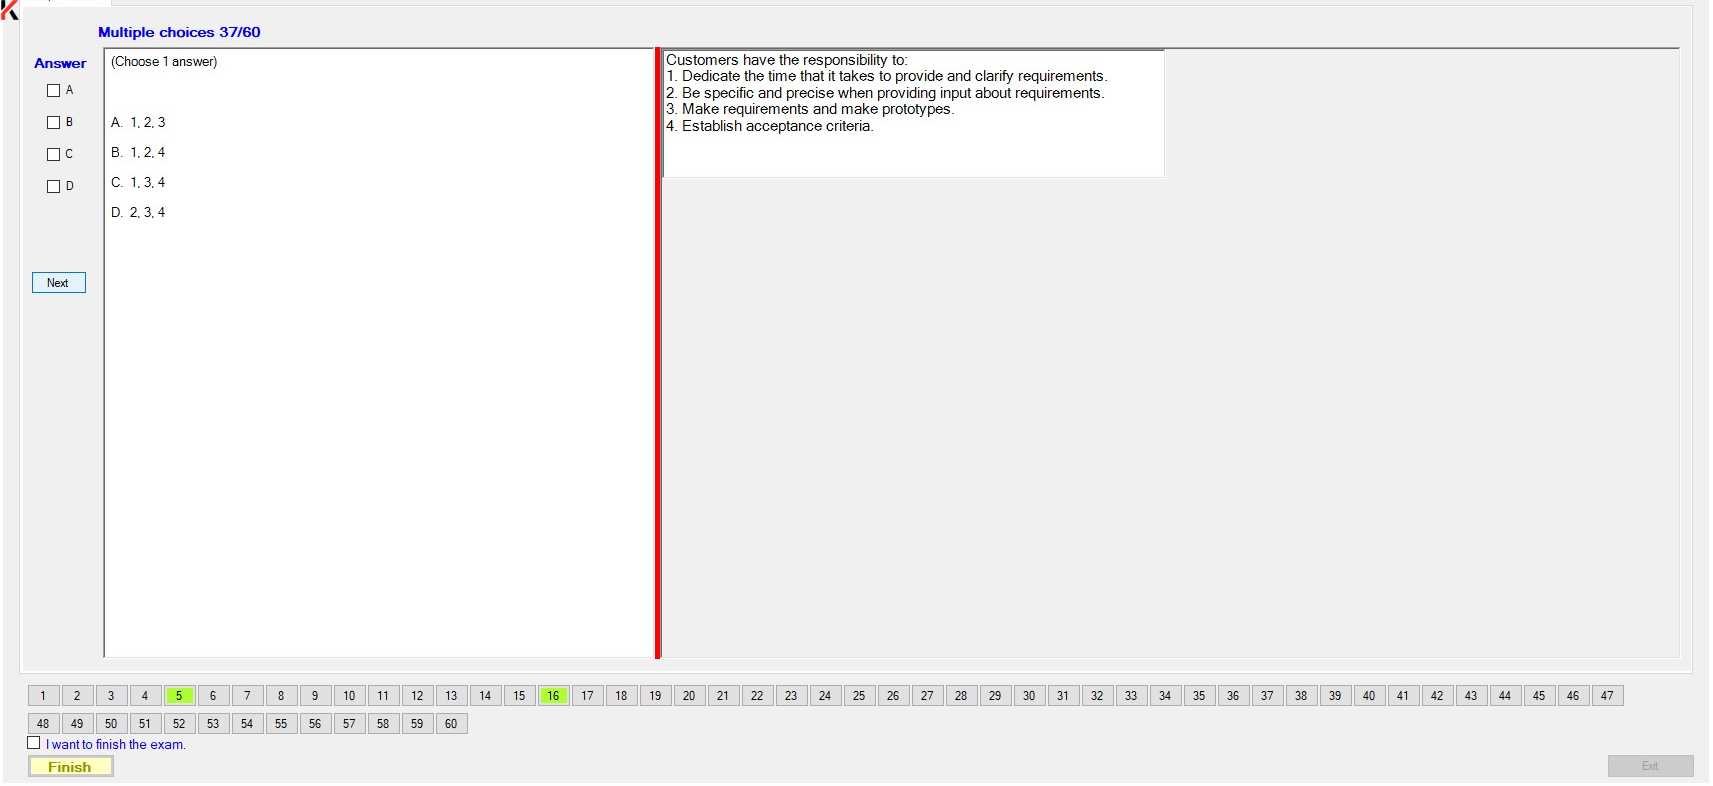 Multiple choices 37/60
Answer
A
B
C
D
Next
(Choose 1 answer)
A. 1, 2, 3
B. 1, 2, 4
C. 1, 3, 4
D. 2, 3, 4
Customers have the responsibility to:
1. Dedicate the time that it takes to provide and clarify requirements.
2. Be specific and precise when providing input about requirements.
3. Make requirements and make prototypes.
4. Establish acceptance criteria.
1 2 3 4 5 6 7 8 9 10 11 12 13 14 15 16 17 18 19 20 21 22 23 24 25 26 27 28 29 30 31 32 33 34 35 36 37 38 39 40 41 42 43 44 45 46 47
48 49 50 51 52 53 54 55 56 57 58 59 60
I want to finish the exam.
Finish
Exit